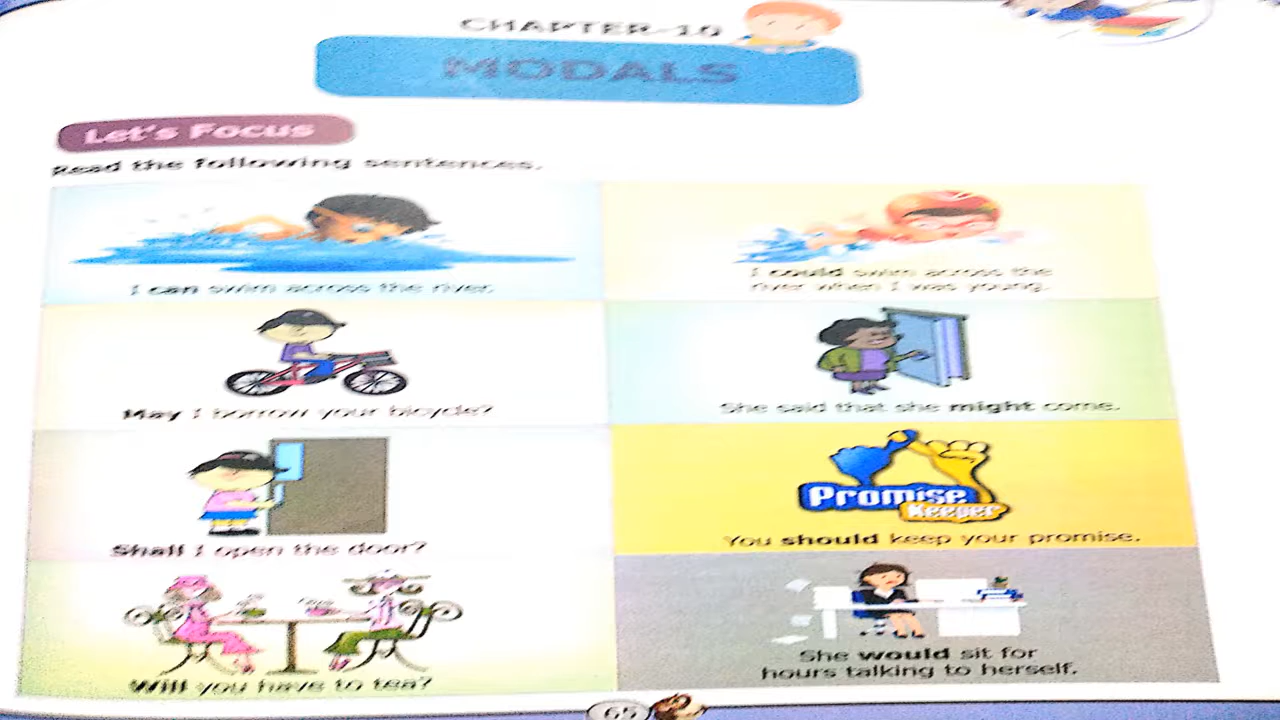 CHAPTER-10
MODALS
Let's Focus
Read the following sentences.
I can swim across the river.
I could swim across the
river when I was young.
May I borrow your bicycle?
She said that she might come.
Shall I open the door?
Promise
Keeper
You should keep your promise.
Will you have to tea?
She would sit for
hours talking to herself.
65